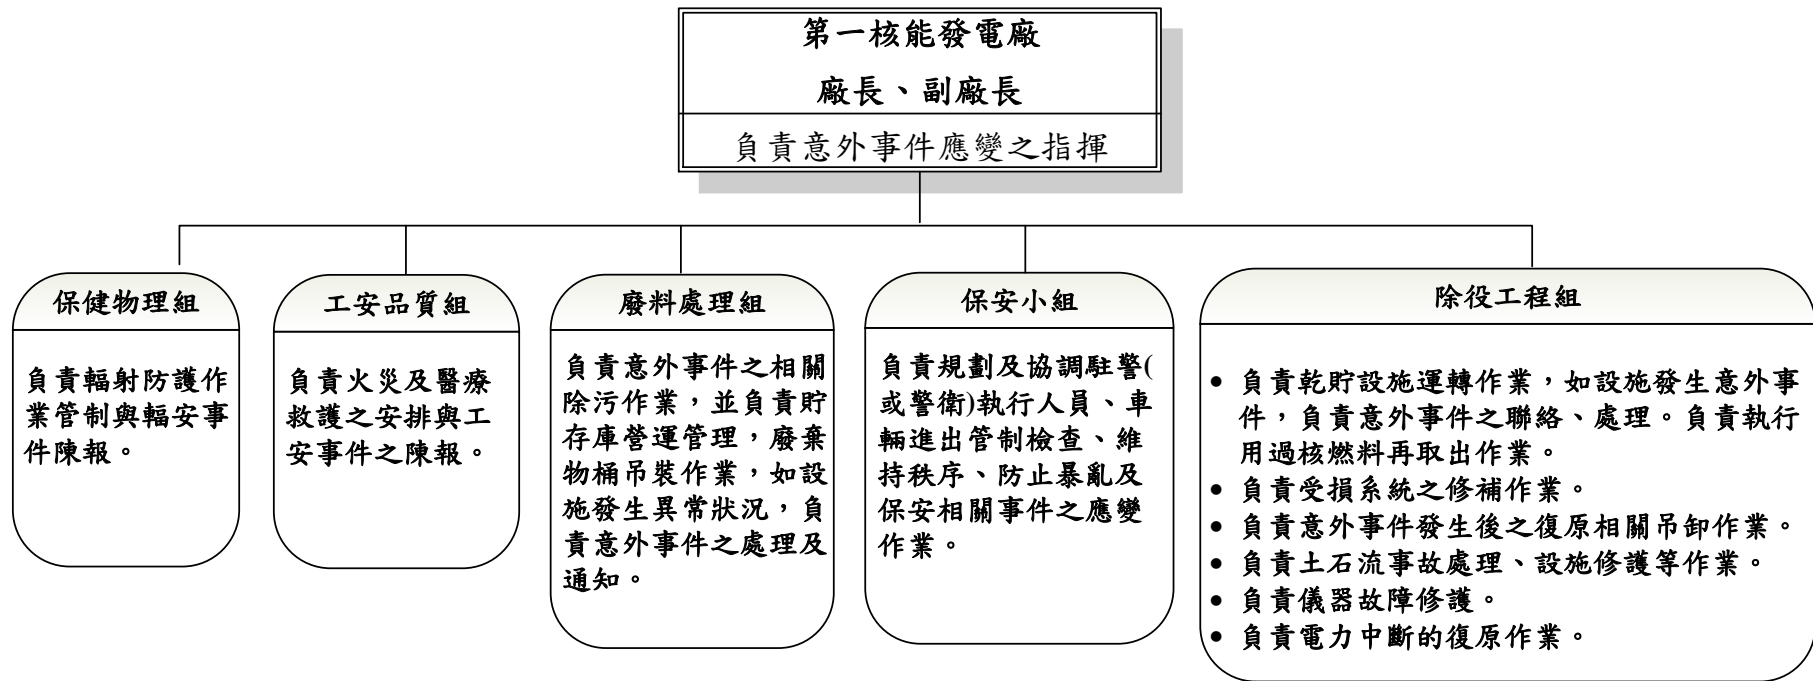 第一核能發電廠
廠長、副廠長
負責意外事件應變之指揮
保健物理組
負責輻射防護作
業管制與輻安事
件陳報。
工安品質組
負責火災及醫療
救護之安排與工
安事件之陳報。
廢料處理組
負責意外事件之相關
除污作業，並負責貯
存庫營運管理，廢棄
物桶吊裝作業，如設
施發生異常狀況，負
責意外事件之處理及
通知。
保安小組
負責規劃及協調駐警(
或警衛)執行人員、車
輛進出管制檢查、維
持秩序、防止暴亂及
保安相關事件之應變
作業。
除役工程組
• 負責乾貯設施運轉作業，如設施發生意外事
件，負責意外事件之聯絡、處理。負責執行
用過核燃料再取出作業。
• 負責受損系統之修補作業。
• 負責意外事件發生後之復原相關吊卸作業。
• 負責土石流事故處理、設施修護等作業。
• 負責儀器故障修護。
• 負責電力中斷的復原作業。